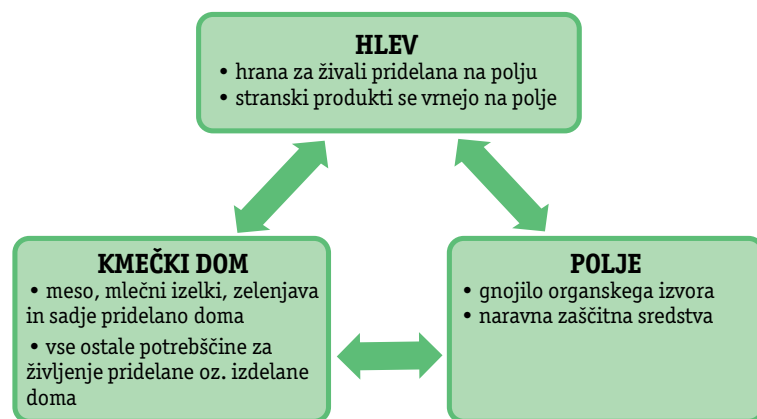 HLEV
• hrana za živali pridelana na polju
• stranski produkti se vrnejo na polje
KMEČKI DOM
• meso, mlečni izelki, zelenjava
in sadje pridelano doma
• vse ostale potrebščine za
življenje pridelane oz. izdelane
doma
POLJE
• gnojilo organskega izvora
• naravna zaščitna sredstva